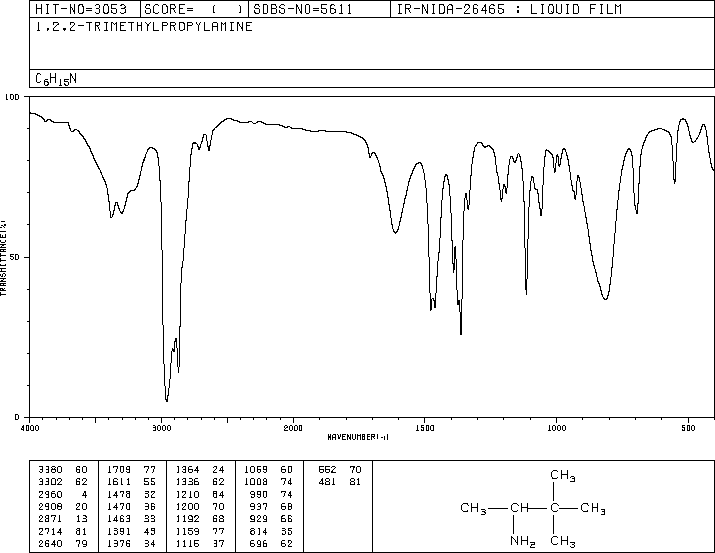 HIT-NO=3053 SCORE= ( ) SDBS-NO=5611 IR-NIDA-26465 : LIQUID FILM
1,2,2-TRIMETHYLPROPYLAMINE
C6H15N
100
50
0
TRANSMITTANCE(%)
4000 3000 2000 1500 1000 500
WAVENUMBER(-1)
3380 60 1709 77 1364 24 1069 60 552 70
3302 62 1611 55 1336 62 1008 74 481 81
2960 4 1478 32 1210 64 990 74
2908 20 1470 36 1200 70 937 68
2871 13 1463 33 1192 68 929 66
2714 81 1391 43 1159 77 814 35
2640 79 1376 34 1115 37 696 62
CH3
CH3—CH—C—CH3
NH2 CH3